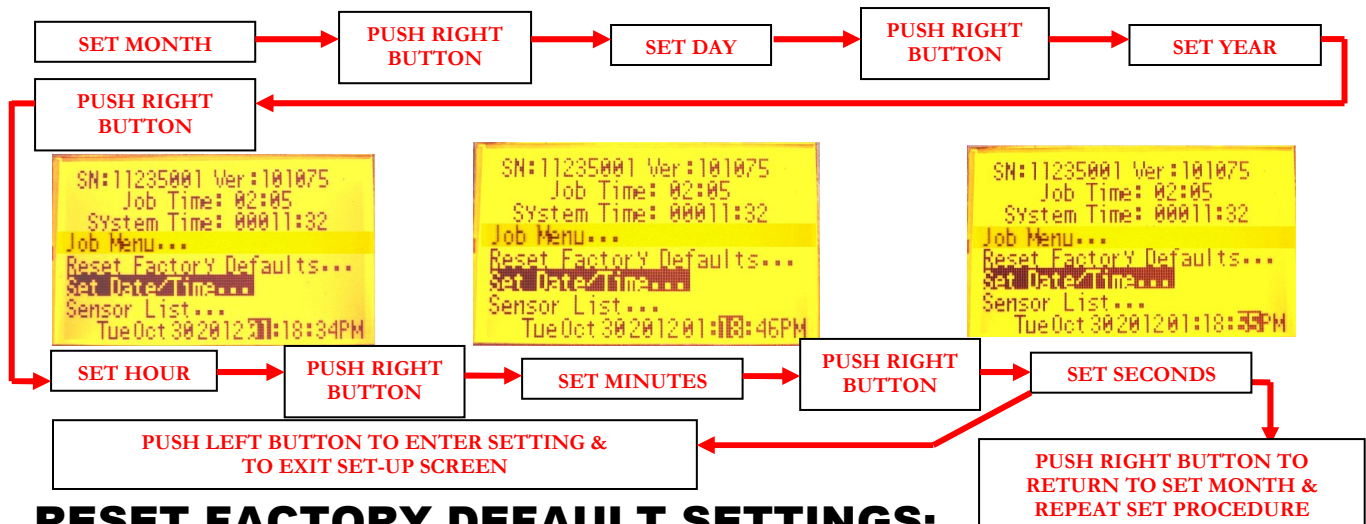 SET MONTH
PUSH RIGHT
BUTTON
SET DAY
PUSH RIGHT
BUTTON
SET YEAR
PUSH RIGHT
BUTTON
SN:11235001 Ver:101075
Job Time: 02:05
System Time: 00011:32
Job Menu...
Reset Factory Defaults...
Set Date/Time...
Sensor List...
Tue Oct 30 2012 01:18:34PM
SN:11235001 Ver:101075
Job Time: 02:05
System Time: 00011:32
Job Menu...
Reset Factory Defaults...
Set Date/Time...
Sensor List...
Tue Oct 30 2012 01:18:46PM
SN:11235001 Ver:101075
Job Time: 02:05
System Time: 00011:32
Job Menu...
Reset Factory Defaults...
Set Date/Time...
Sensor List...
Tue Oct 30 2012 01:18:55PM
SET HOUR
PUSH RIGHT
BUTTON
SET MINUTES
PUSH RIGHT
BUTTON
SET SECONDS
PUSH LEFT BUTTON TO ENTER SETTING &
TO EXIT SET-UP SCREEN
PUSH RIGHT BUTTON TO
RETURN TO SET MONTH &
REPEAT SET PROCEDURE
RESET FACTORY DEFAULT SETTINGS: